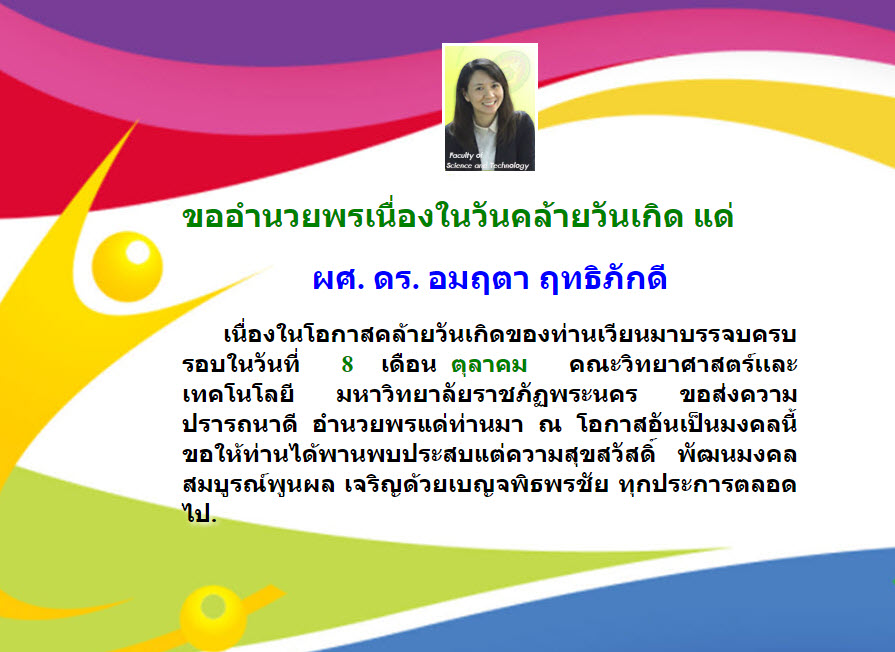 Faculty of
Science and Technology
ขออำนวยพรเนื่องในวันคล้ายวันเกิด แด่
ผศ. ดร. อมฤตา ฤทธิภักดี
เนื่องในโอกาสคล้ายวันเกิดของท่านเวียนมาบรรจบครบ
รอบในวันที่ 8 เดือน ตุลาคม คณะวิทยาศาสตร์และ
เทคโนโลยี มหาวิทยาลัยราชภัฏพระนคร ขอส่งความ
ปรารถนาดี อำนวยพรแด่ท่านมา ณ โอกาสอันเป็นมงคลนี้
ขอให้ท่านได้พานพบประสบแต่ความสุขสวัสดิ์ พัฒนมงคล
สมบูรณ์พูนผล เจริญด้วยเบญจพิธพรชัย ทุกประการตลอด
ไป.